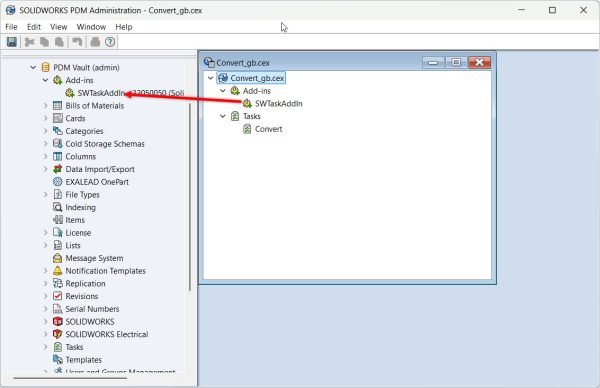 SOLIDWORKS PDM Administration - Convert_gb.cex
File Edit View Window Help
PDM Vault (admin)
Add-ins
SWTaskAddIn 32050050 (Soli
Bills of Materials
Cards
Categories
Cold Storage Schemas
Columns
Data Import/Export
EXALEAD OnePart
File Types
Indexing
Items
License
Lists
Message System
Notification Templates
Replication
Revisions
Serial Numbers
SOLIDWORKS
SOLIDWORKS Electrical
Tasks
Templates
Users and Groups Management
Convert_gb.cex
Convert_gb.cex
Add-ins
SWTaskAddIn
Tasks
Convert